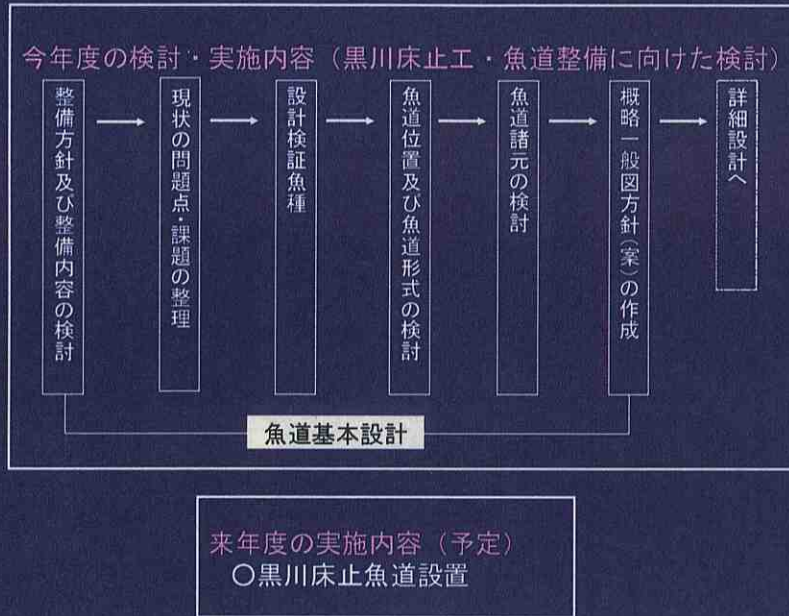 今年度の検討・実施内容（黒川床止工・魚道整備に向けた検討）
整備方針及び整備内容の検討
現状の問題点・課題の整理
設計検証魚種
魚道位置及び魚道形式の検討
魚道諸元の検討
概略一般図方針（案）の作成
詳細設計へ
魚道基本設計
来年度の実施内容（予定）
○黒川床止魚道設置